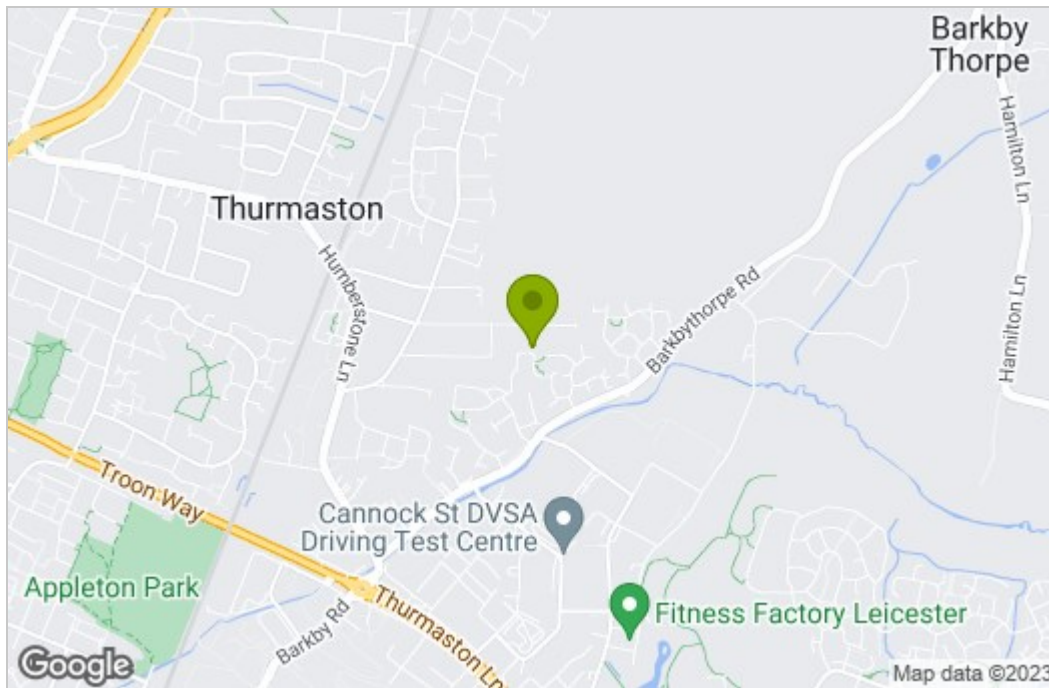 Barkby
Thorpe
Hamilton Ln
Thurmaston
Humberstone Ln
Barkbythorpe Rd
Hamilton Ln
Troon Way
Cannock St DVSA
Driving Test Centre
Appleton Park
Thurmaston Ln
Fitness Factory Leicester
Barkby Rd
Google
Map data ©2023